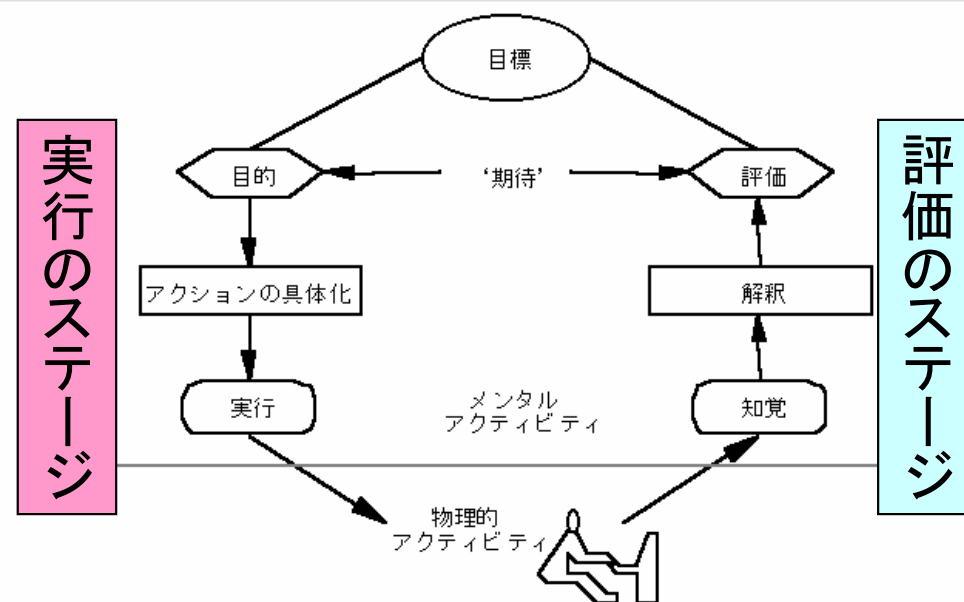 目標
実行のステージ
目的
‘期待’
評価
評価のステージ
アクションの具体化
解釈
実行
メンタル
アクティビティ
知覚
物理的
アクティビティ